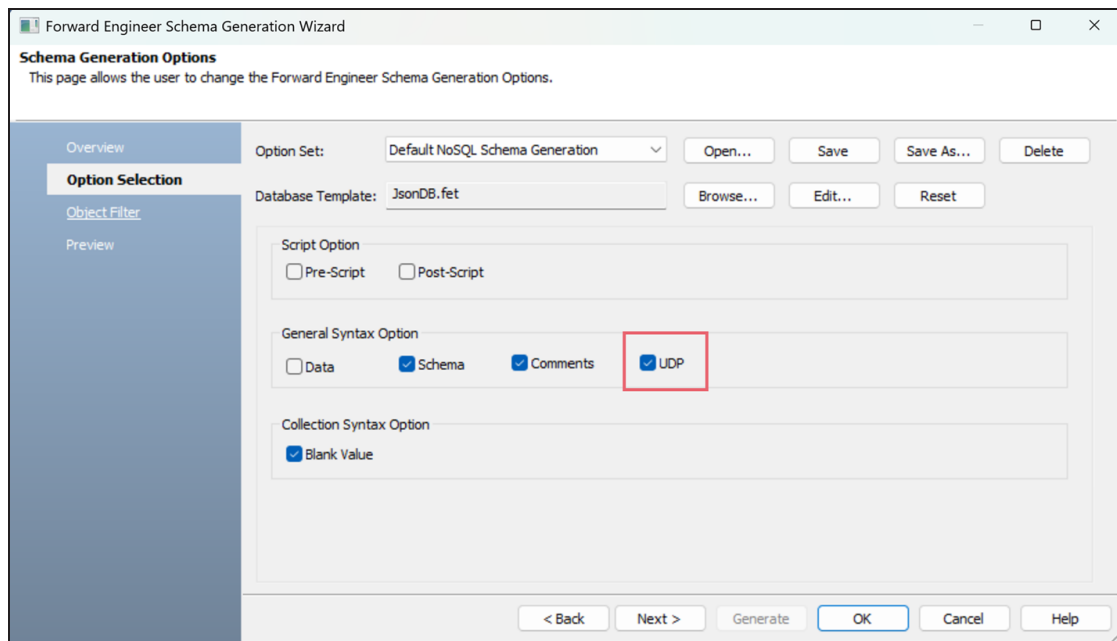 Forward Engineer Schema Generation Wizard
Schema Generation Options
This page allows the user to change the Forward Engineer Schema Generation Options.
Overview
Option Selection
Object Filter
Preview
Option Set: Default NoSQL Schema Generation Open... Save Save As... Delete
Database Template: JsonDB.fet Browse... Edit... Reset
Script Option
Pre-Script Post-Script
General Syntax Option
Data Schema Comments UDP
Collection Syntax Option
Blank Value
< Back Next > Generate OK Cancel Help